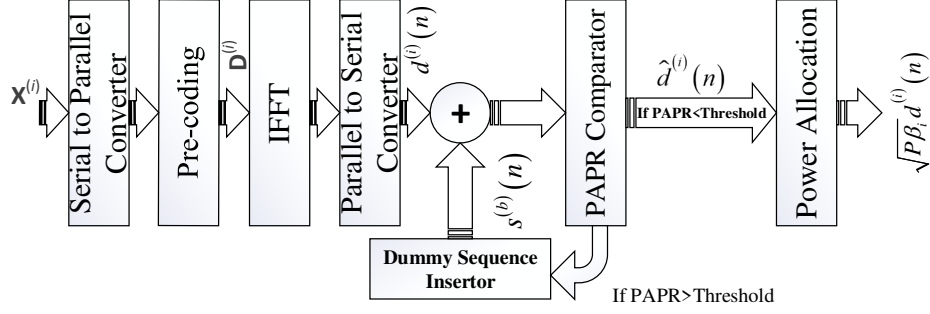 X^(i)
Serial to Parallel
Converter
Pre-coding
D^(i)
IFFT
Parallel to Serial
Converter
d^(i)(n)
+
s^(b)(n)
Dummy Sequence
Insertor
PAPR Comparator
If PAPR>Threshold
d̂^(i)(n)
If PAPR<Threshold
Power Allocation
√Pβ_i d^(i)(n)